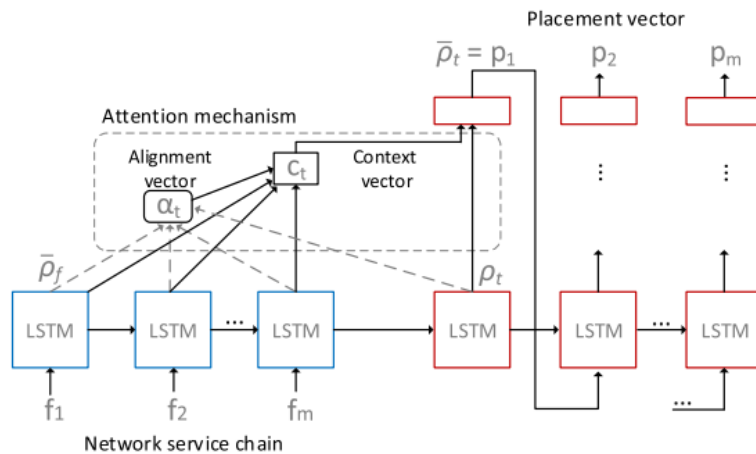 Placement vector
ρ̄t = p1
p2
pm
Attention mechanism
Alignment vector
αt
ct
Context vector
...
...
ρ̄f
ρt
LSTM
LSTM
...
LSTM
LSTM
LSTM
...
LSTM
f1
f2
fm
...
Network service chain